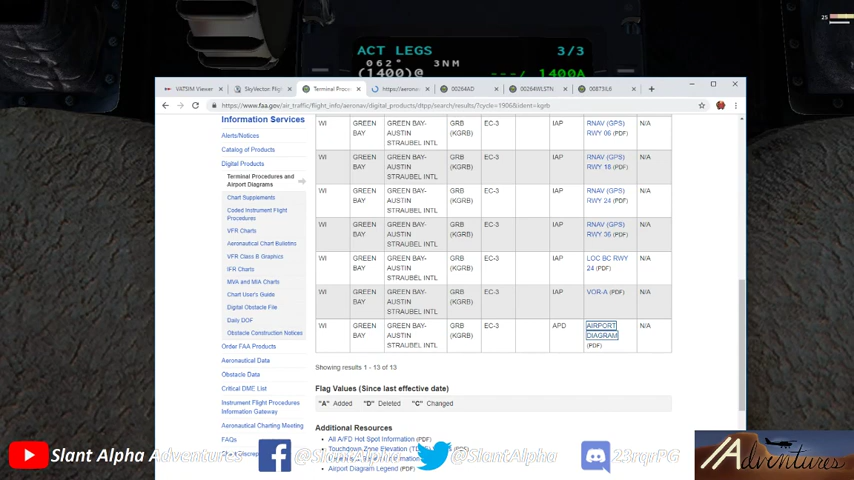 25
ACT LEGS 3/3
062° 3NM
(1400) ---/ 1400A
VATSIM Viewer
SkyVector Fligh
Terminal Proce
https://aeronav
00264AD
00264WLSTN
00873IL6
https://www.faa.gov/air_traffic/flight_info/aeronav/digital_products/dtpp/search/results/?cycle=1906&ident=kgrb
Information Services
Alerts/Notices
Catalog of Products
Digital Products
Terminal Procedures and
Airport Diagrams
Chart Supplements
Coded Instrument Flight
Procedures
VFR Charts
Aeronautical Chart Bulletins
VFR Class B Graphics
IFR Charts
MVA and MIA Charts
Chart User's Guide
Digital Obstacle File
Daily DOF
Obstacle Construction Notices
Order FAA Products
Aeronautical Data
Obstacle Data
Critical DME List
Instrument Flight Procedures
Information Gateway
Aeronautical Charting Meeting
FAQs
WI GREEN BAY GREEN BAY-AUSTIN STRAUBEL INTL GRB (KGRB) EC-3 IAP RNAV (GPS) RWY 06 (PDF) N/A
WI GREEN BAY GREEN BAY-AUSTIN STRAUBEL INTL GRB (KGRB) EC-3 IAP RNAV (GPS) RWY 18 (PDF) N/A
WI GREEN BAY GREEN BAY-AUSTIN STRAUBEL INTL GRB (KGRB) EC-3 IAP RNAV (GPS) RWY 24 (PDF) N/A
WI GREEN BAY GREEN BAY-AUSTIN STRAUBEL INTL GRB (KGRB) EC-3 IAP RNAV (GPS) RWY 36 (PDF) N/A
WI GREEN BAY GREEN BAY-AUSTIN STRAUBEL INTL GRB (KGRB) EC-3 IAP LOC BC RWY 24 (PDF) N/A
WI GREEN BAY GREEN BAY-AUSTIN STRAUBEL INTL GRB (KGRB) EC-3 IAP VOR-A (PDF) N/A
WI GREEN BAY GREEN BAY-AUSTIN STRAUBEL INTL GRB (KGRB) EC-3 APD AIRPORT DIAGRAM (PDF) N/A
Showing results 1 - 13 of 13
Flag Values (Since last effective date)
"A" Added "D" Deleted "C" Changed
Additional Resources
All A/FD Hot Spot Information (PDF)
Touchdown Zone Elevation
Airport Diagram Legend (PDF)
Slant Alpha Adventures
@SlantAlpha
@SlantAlpha
23rqrPG
Adventures